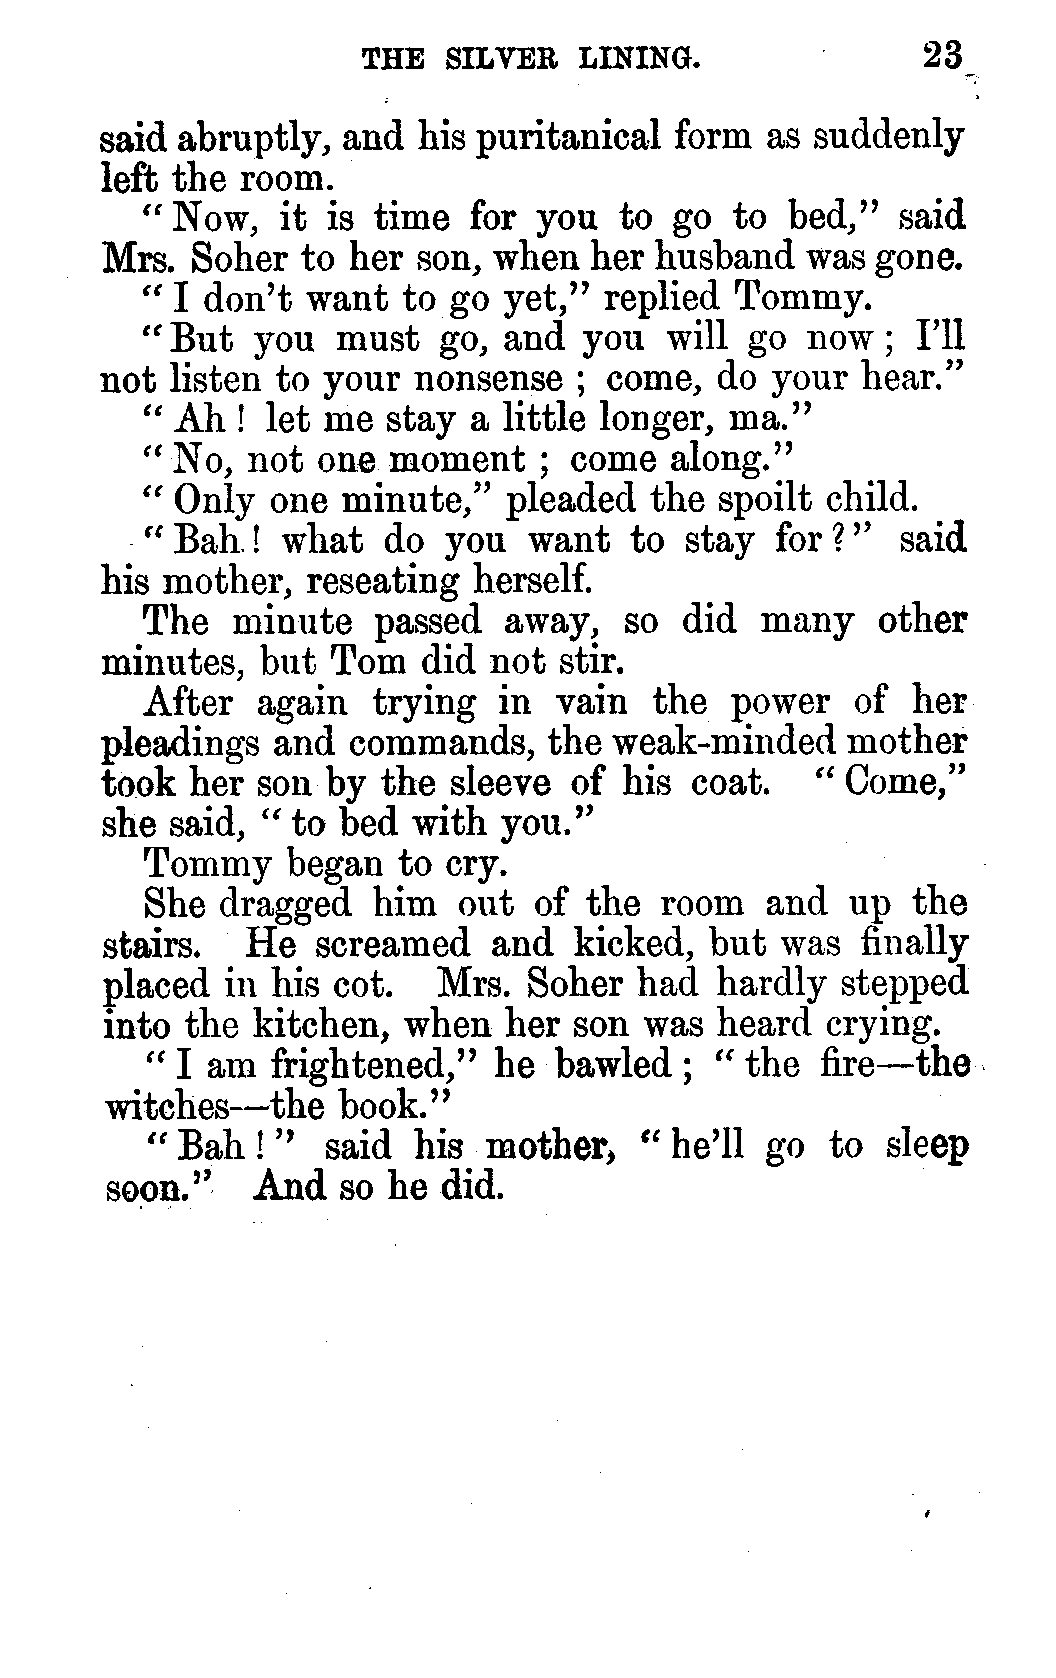 THE SILVER LINING. 23
said abruptly, and his puritanical form as suddenly
left the room.
“ Now, it is time for you to go to bed,” said
Mrs. Soher to her son, when her husband was gone.
“ I don’t want to go yet,” replied Tommy.
“ But you must go, and you will go now ; I’ll
not listen to your nonsense ; come, do your hear.”
“ Ah ! let me stay a little longer, ma.”
“ No, not one moment ; come along.”
“ Only one minute,” pleaded the spoilt child.
“ Bah ! what do you want to stay for ? ” said
his mother, reseating herself.
The minute passed away, so did many other
minutes, but Tom did not stir.
After again trying in vain the power of her
pleadings and commands, the weak-minded mother
took her son by the sleeve of his coat. “ Come,”
she said, “ to bed with you.”
Tommy began to cry.
She dragged him out of the room and up the
stairs. He screamed and kicked, but was finally
placed in his cot. Mrs. Soher had hardly stepped
into the kitchen, when her son was heard crying.
“ I am frightened,” he bawled ; “ the fire—the
witches—the book.”
“ Bah ! ” said his mother, “ he’ll go to sleep
soon.” And so he did.